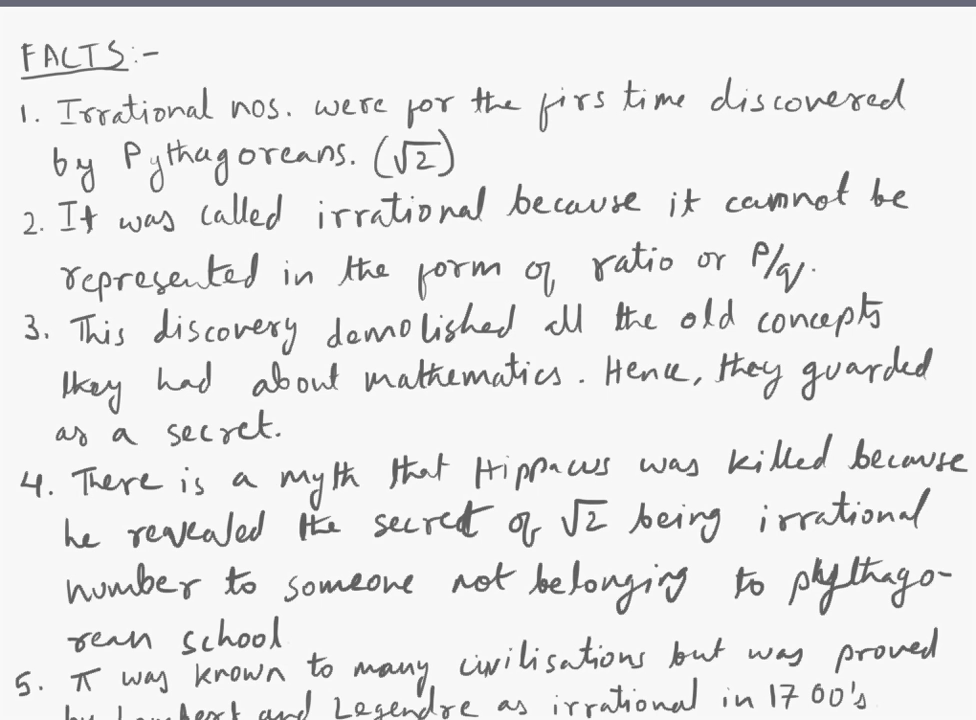 FACTS:-
1. Irrational nos. were for the firs time discovered
by Pythagoreans. (√2)
2. It was called irrational because it cannot be
represented in the form of ratio or P/q.
3. This discovery demolished all the old concepts
they had about mathematics. Hence, they guarded
as a secret.
4. There is a myth that Hippacus was killed because
he revealed the secret of √2 being irrational
number to someone not belonging to phythago-
rean school
5. π was known to many civilisations but was proved
by Lambert and Legendre as irrational in 1700's